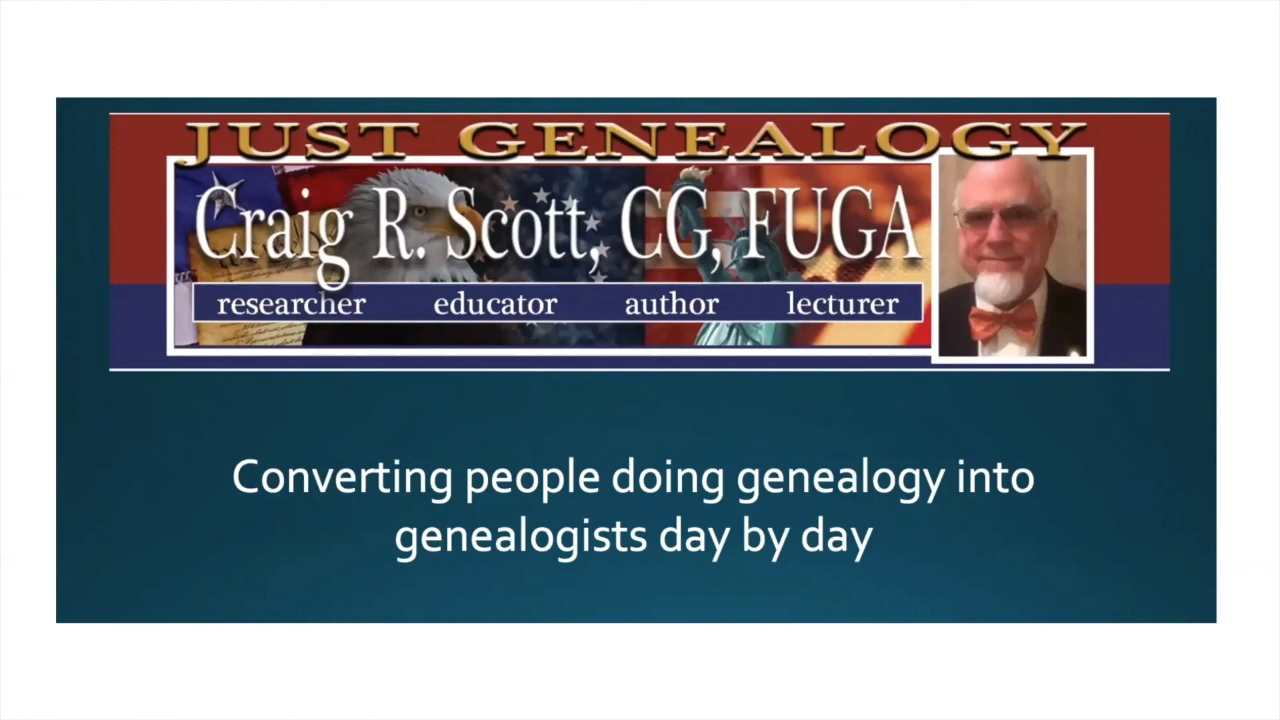 JUST GENEALOGY
Craig R. Scott, CG, FUGA
researcher educator author lecturer
Converting people doing genealogy into
genealogists day by day